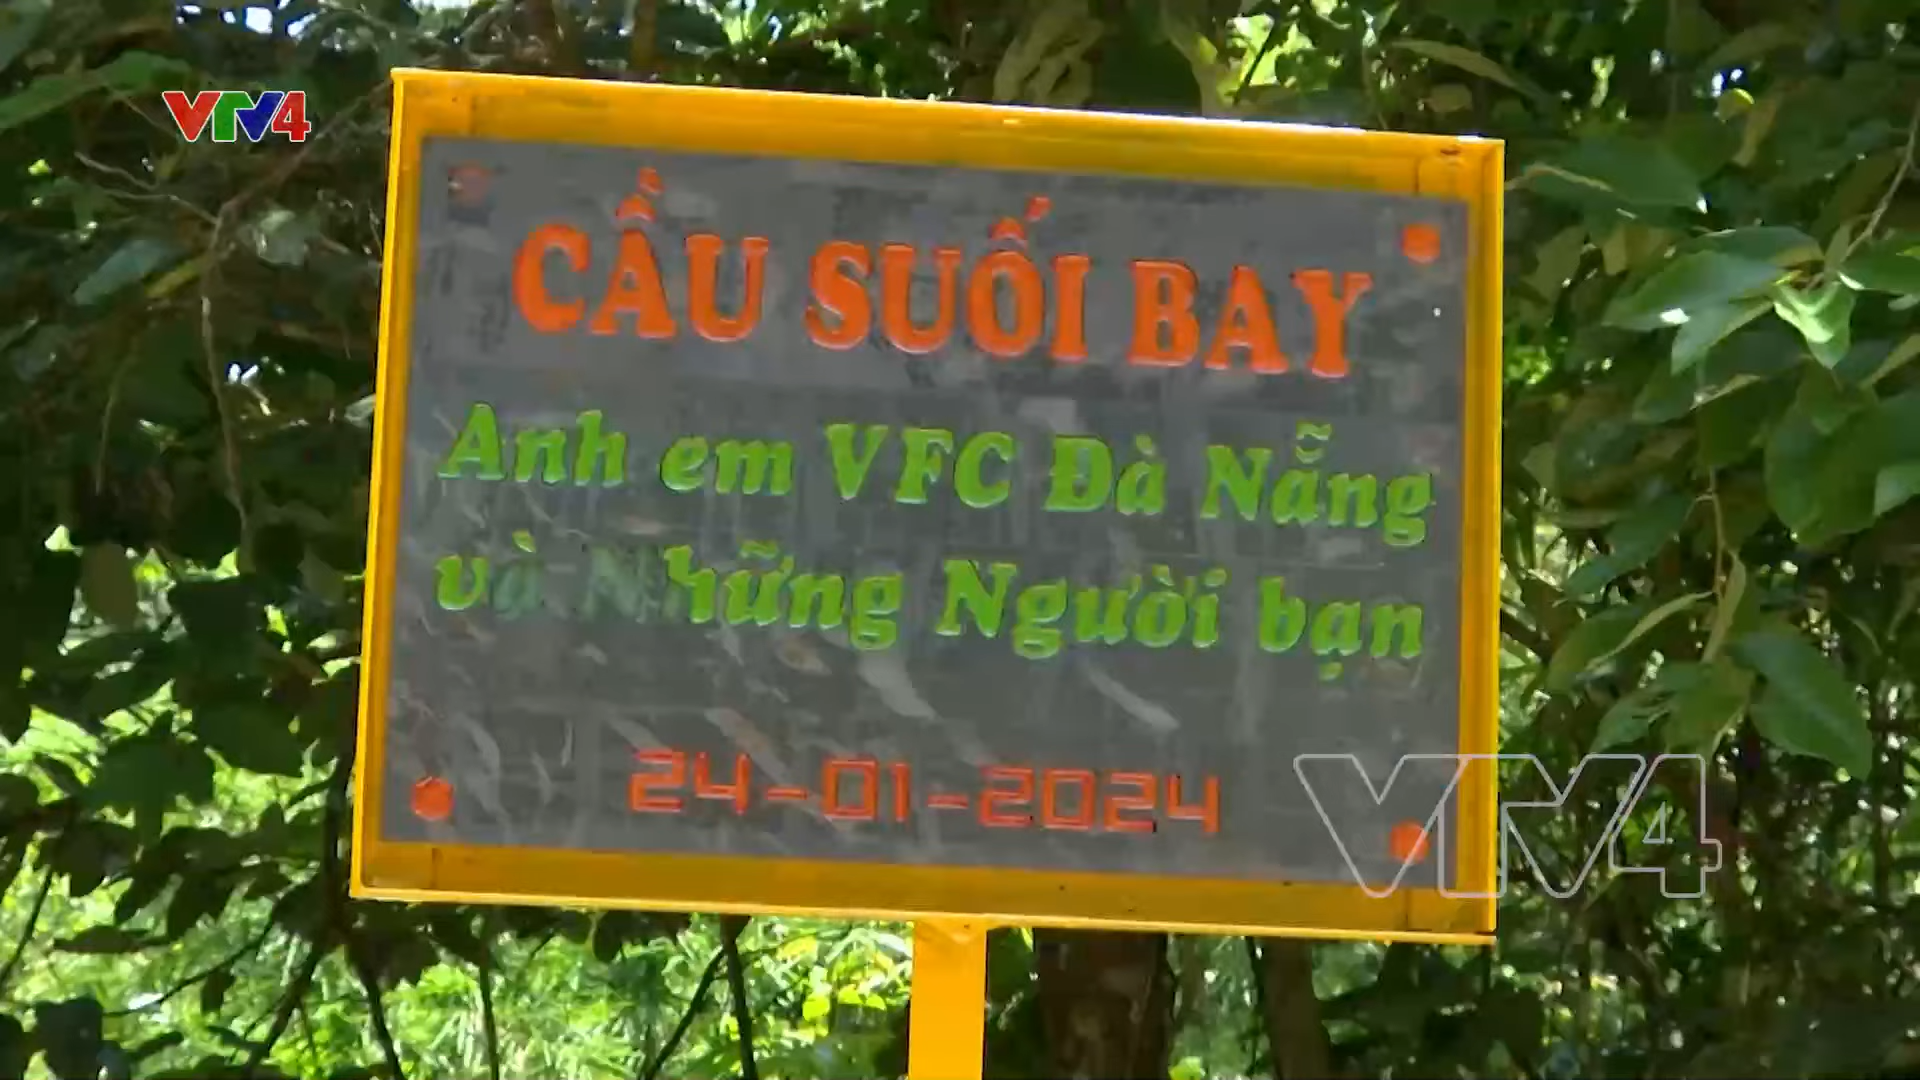 VTV4
CẦU SUỐI BAY
Anh em VFC Đà Nẵng
và Những Người bạn
24-01-2024
VTV4